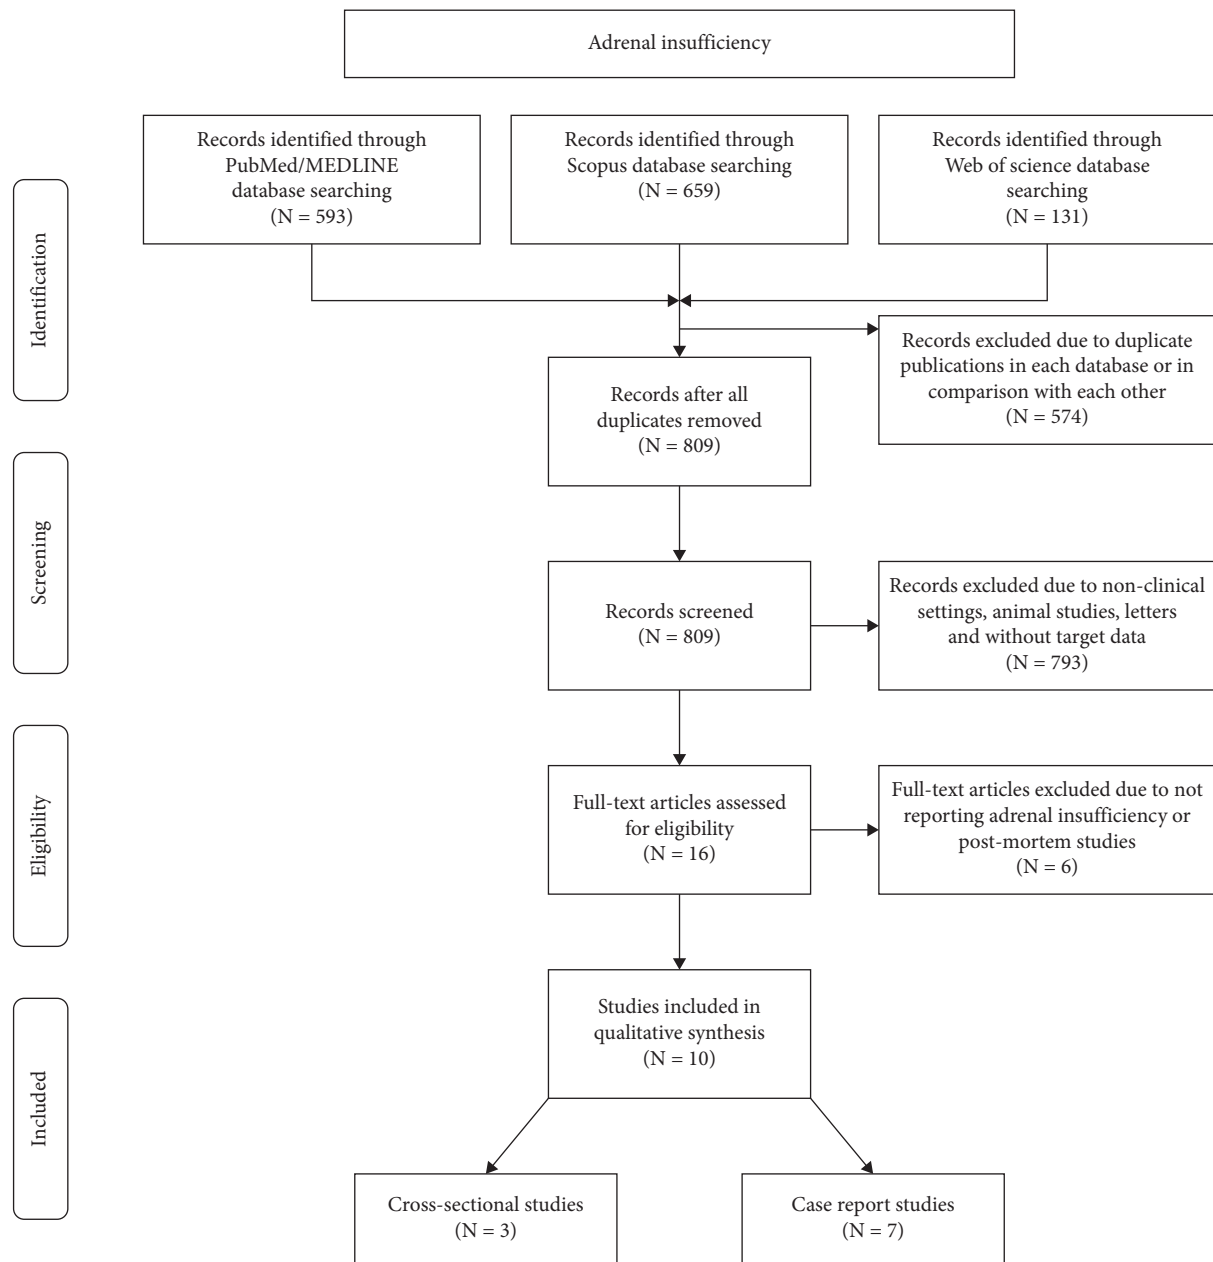 Adrenal insufficiency
Records identified through
PubMed/MEDLINE
database searching
(N = 593)
Records identified through
Scopus database searching
(N = 659)
Records identified through
Web of science database
searching
(N = 131)
Identification
Records excluded due to duplicate
publications in each database or in
comparison with each other
(N = 574)
Records after all
duplicates removed
(N = 809)
Screening
Records screened
(N = 809)
Records excluded due to non-clinical
settings, animal studies, letters
and without target data
(N = 793)
Eligibility
Full-text articles assessed
for eligibility
(N = 16)
Full-text articles excluded due to not
reporting adrenal insufficiency or
post-mortem studies
(N = 6)
Included
Studies included in
qualitative synthesis
(N = 10)
Cross-sectional studies
(N = 3)
Case report studies
(N = 7)